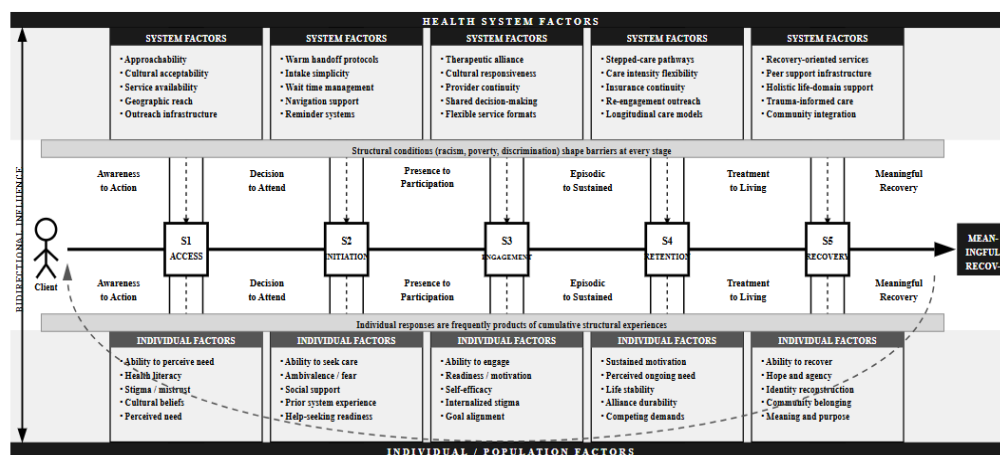 HEALTH SYSTEM FACTORS
SYSTEM FACTORS
• Approachability
• Cultural acceptability
• Service availability
• Geographic reach
• Outreach infrastructure
SYSTEM FACTORS
• Warm handoff protocols
• Intake simplicity
• Wait time management
• Navigation support
• Reminder systems
SYSTEM FACTORS
• Therapeutic alliance
• Cultural responsiveness
• Provider continuity
• Shared decision-making
• Flexible service formats
SYSTEM FACTORS
• Stepped-care pathways
• Care intensity flexibility
• Insurance continuity
• Re-engagement outreach
• Longitudinal care models
SYSTEM FACTORS
• Recovery-oriented services
• Peer support infrastructure
• Holistic life-domain support
• Trauma-informed care
• Community integration
Structural conditions (racism, poverty, discrimination) shape barriers at every stage
BIDIRECTIONAL INFLUENCE
Awareness
to Action
Decision
to Attend
Presence to
Participation
Episodic
to Sustained
Treatment
to Living
Meaningful
Recovery
Client
S1
ACCESS
S2
INITIATION
S3
ENGAGEMENT
S4
RETENTION
S5
RECOVERY
MEAN-
INGFUL
RECOV-
Awareness
to Action
Decision
to Attend
Presence to
Participation
Episodic
to Sustained
Treatment
to Living
Meaningful
Recovery
Individual responses are frequently products of cumulative structural experiences
INDIVIDUAL FACTORS
• Ability to perceive need
• Health literacy
• Stigma / mistrust
• Cultural beliefs
• Perceived need
INDIVIDUAL FACTORS
• Ability to seek care
• Ambivalence / fear
• Social support
• Prior system experience
• Help-seeking readiness
INDIVIDUAL FACTORS
• Ability to engage
• Readiness / motivation
• Self-efficacy
• Internalized stigma
• Goal alignment
INDIVIDUAL FACTORS
• Sustained motivation
• Perceived ongoing need
• Life stability
• Alliance durability
• Competing demands
INDIVIDUAL FACTORS
• Ability to recover
• Hope and agency
• Identity reconstruction
• Community belonging
• Meaning and purpose
INDIVIDUAL / POPULATION FACTORS